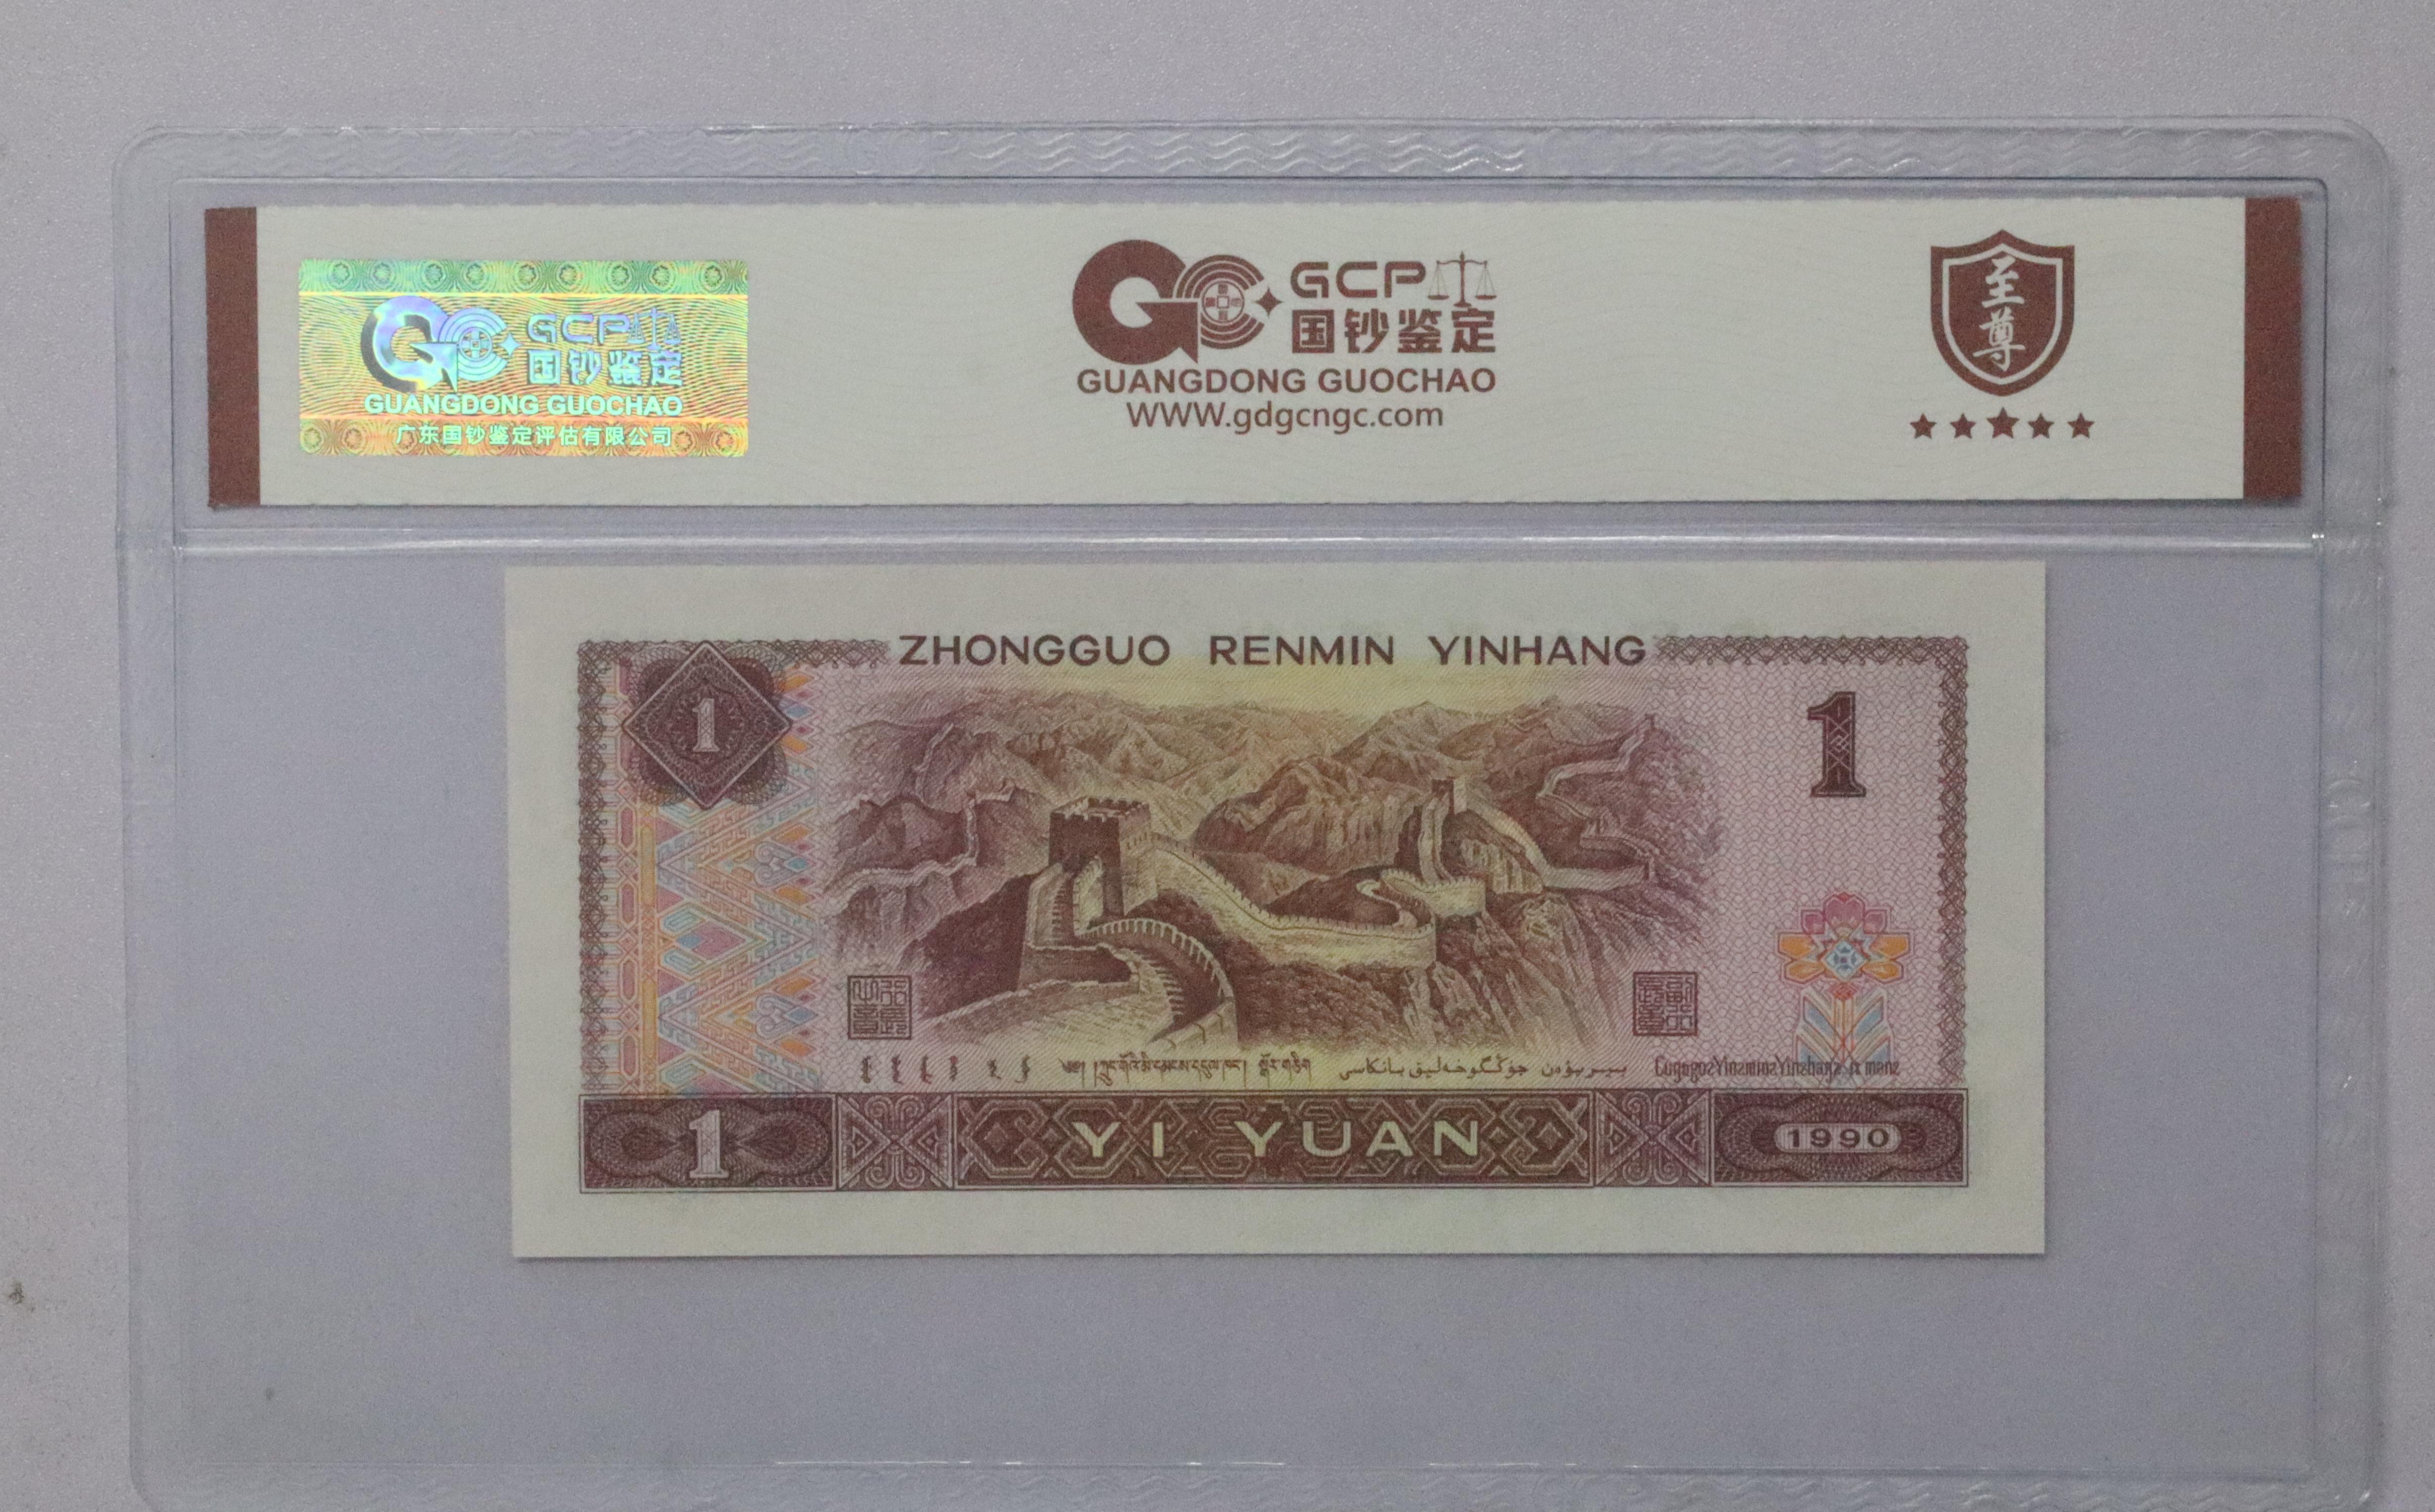 GCP
国钞鉴定
GUANGDONG GUOCHAO
广东国钞鉴定评估有限公司
GCP
国钞鉴定
GUANGDONG GUOCHAO
WWW.gdgcngc.com
至尊
ZHONGGUO RENMIN YINHANG
1
1
1
YI YUAN
1990